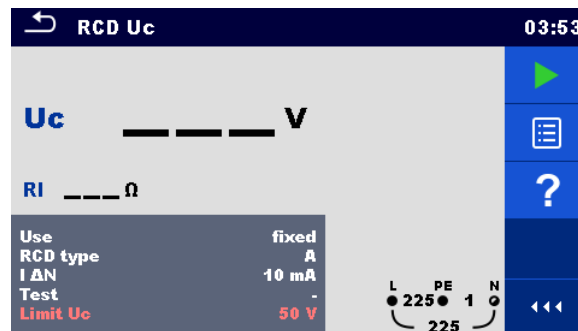 RCD Uc 03:53
Uc ___ V
Rl ___ Ω
?
Use fixed
RCD type A
I ΔN 10 mA
Test -
Limit Uc 50 V
L PE N
225 1
225